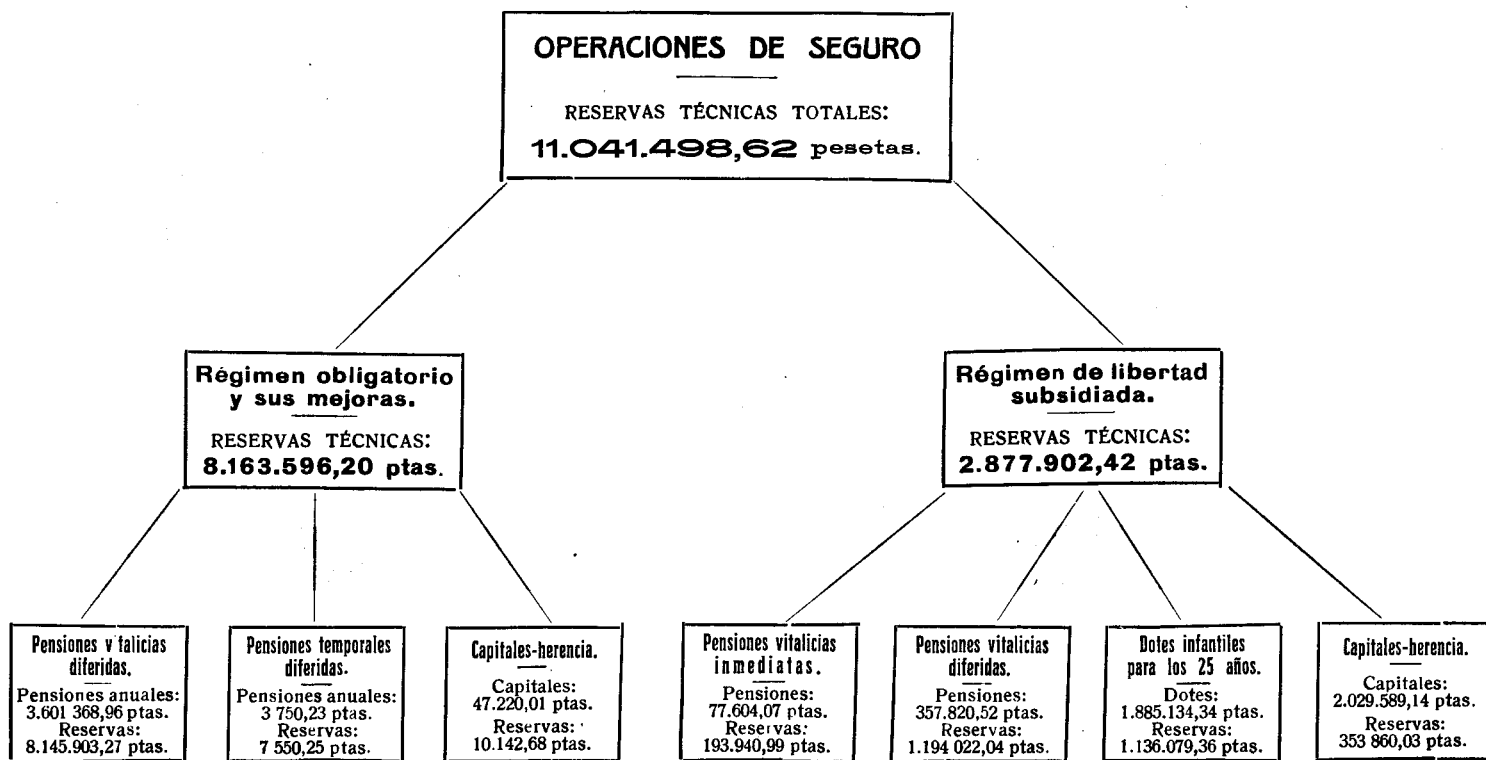 OPERACIONES DE SEGURO
RESERVAS TÉCNICAS TOTALES:
11.041.498,62 pesetas.
Régimen obligatorio
y sus mejoras.
RESERVAS TÉCNICAS:
8.163.596,20 ptas.
Régimen de libertad
subsidiada.
RESERVAS TÉCNICAS:
2.877.902,42 ptas.
Pensiones v talicias
diferidas.
Pensiones anuales:
3.601 368,96 ptas.
Reservas:
8.145.903,27 ptas.
Pensiones temporales
diferidas.
Pensiones anuales:
3 750,23 ptas.
Reservas:
7 550,25 ptas.
Capitales-herencia.
Capitales:
47.220,01 ptas.
Reservas:
10.142,68 ptas.
Pensiones vitalicias
inmediatas.
Pensiones:
77.604,07 ptas.
Reservas:
193.940,99 ptas.
Pensiones vitalicias
diferidas.
Pensiones:
357.820,52 ptas.
Reservas:
1.194 022,04 ptas.
Dotes infantiles
para los 25 años.
Dotes:
1.885.134,34 ptas.
Reservas:
1.136.079,36 ptas.
Capitales-herencia.
Capitales:
2.029.589,14 ptas.
Reservas
353 860,03 ptas.